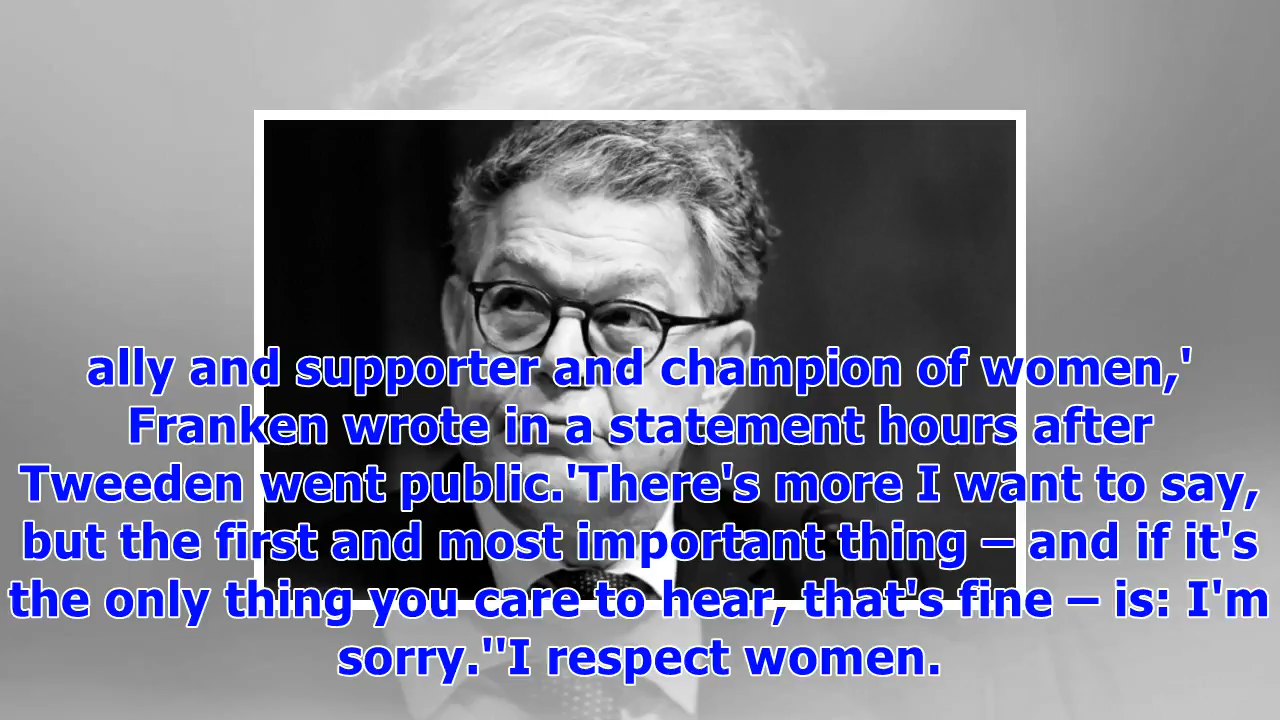 ally and supporter and champion of women,'
Franken wrote in a statement hours after
Tweeden went public.'There's more I want to say,
but the first and most important thing – and if it's
the only thing you care to hear, that's fine – is: I'm
sorry.''I respect women.